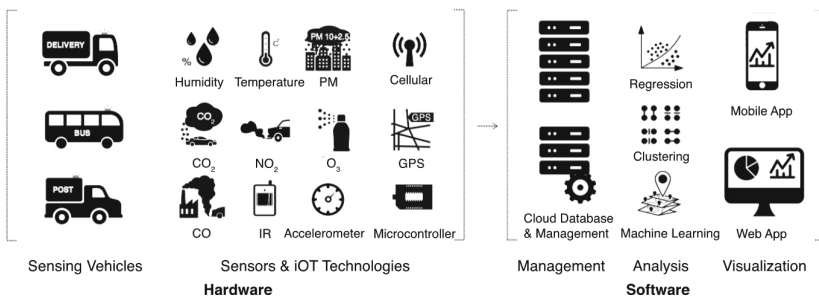 DELIVERY
%
C
PM 10+2.5
Humidity
Temperature
PM
Cellular
Regression
Mobile App
BUS
CO2
GPS
CO2
NO2
O3
GPS
Clustering
POST
CO
IR
Accelerometer
Microcontroller
Cloud Database
& Management
Machine Learning
Web App
Sensing Vehicles
Sensors & iOT Technologies
Management
Analysis
Visualization
Hardware
Software